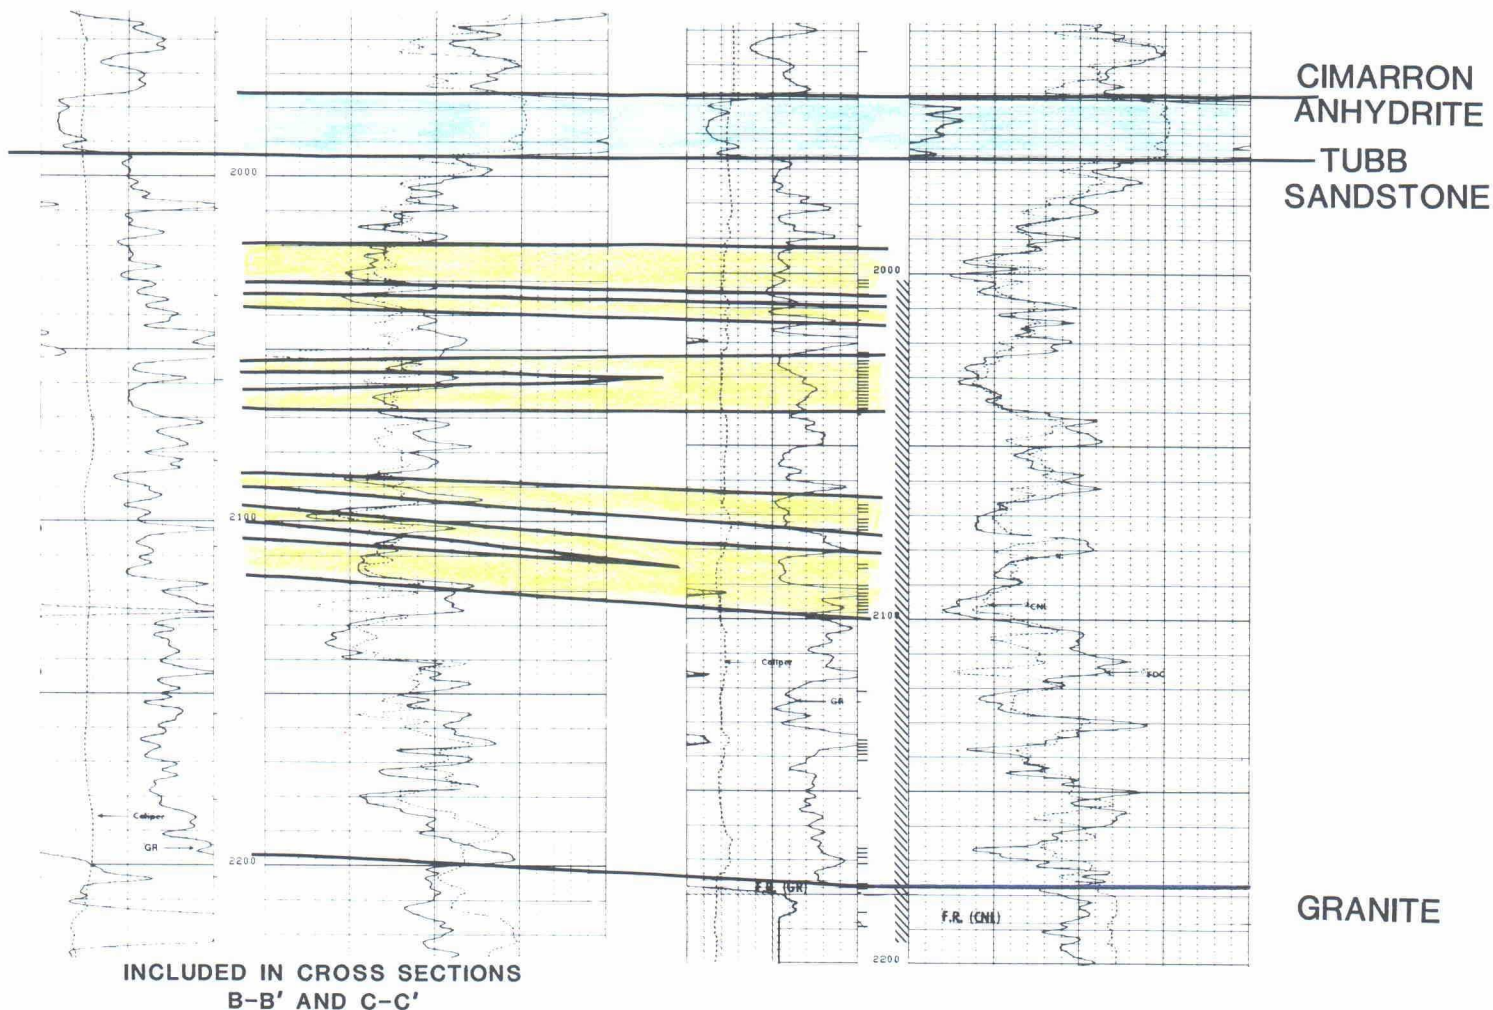 CIMARRON
ANHYDRITE
TUBB
SANDSTONE
2000
2000
2100
CNL
2100
Caliper
FDC
GR
Caliper
GR
2200
F.R. (GR)
GRANITE
F.R. (CNL)
2200
INCLUDED IN CROSS SECTIONS
B-B' AND C-C'